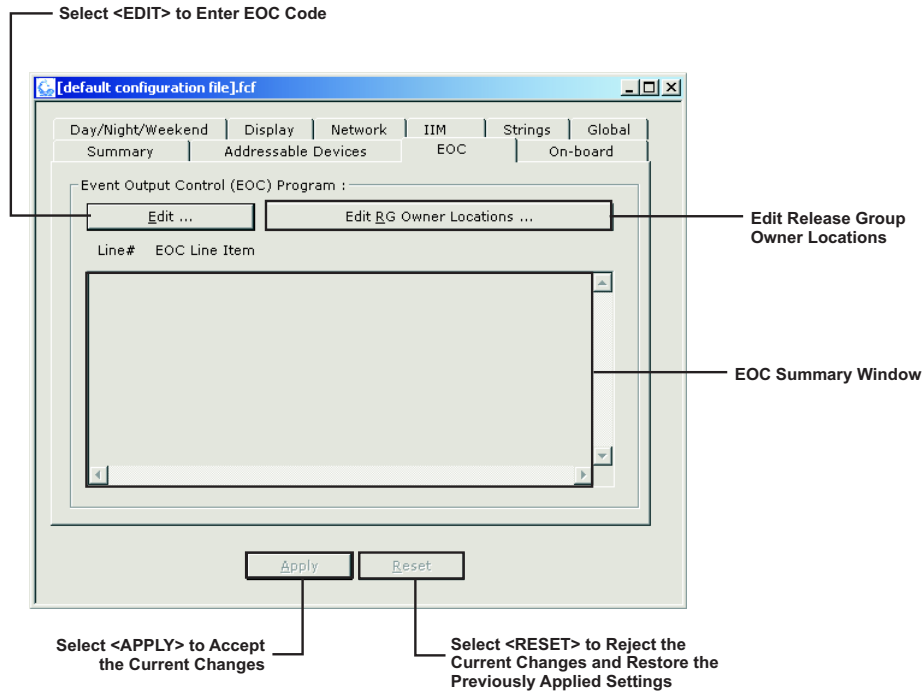 Select <EDIT> to Enter EOC Code
[default configuration file].fcf
Day/Night/Weekend Display Network IIM Strings Global
Summary Addressable Devices EOC On-board
Event Output Control (EOC) Program :
Edit ...
Edit RG Owner Locations ...
Edit Release Group
Owner Locations
Line# EOC Line Item
EOC Summary Window
Apply
Reset
Select <APPLY> to Accept
the Current Changes
Select <RESET> to Reject the
Current Changes and Restore the
Previously Applied Settings